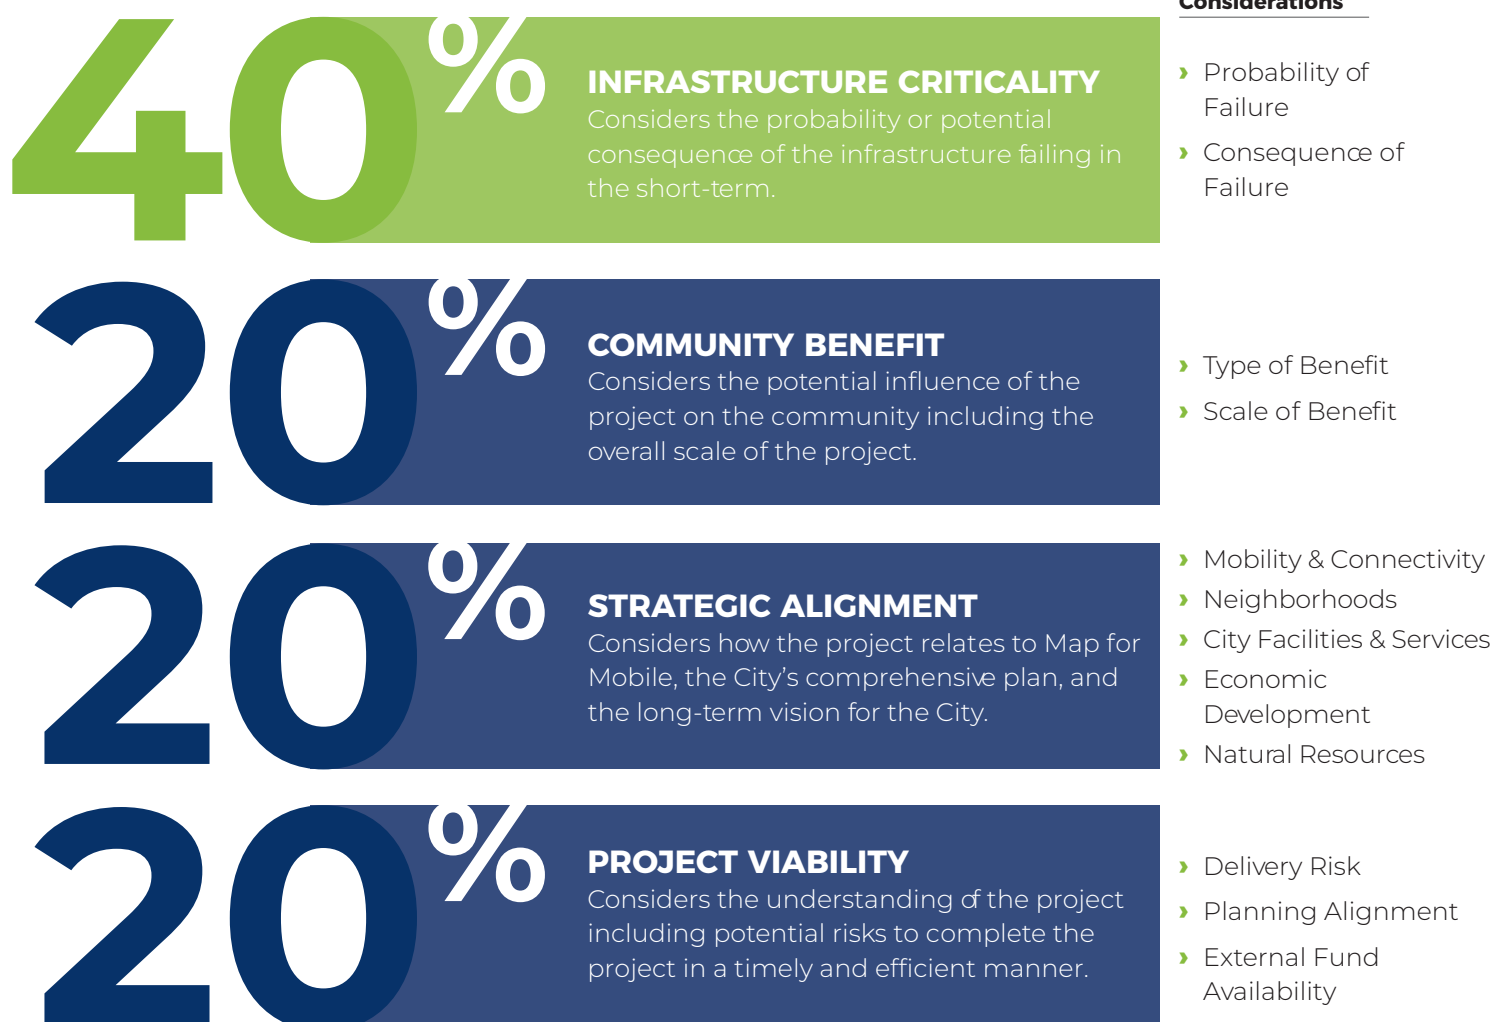 Considerations
40%
INFRASTRUCTURE CRITICALITY
Considers the probability or potential
consequence of the infrastructure failing in
the short-term.
› Probability of
Failure
› Consequence of
Failure
20%
COMMUNITY BENEFIT
Considers the potential influence of the
project on the community including the
overall scale of the project.
› Type of Benefit
› Scale of Benefit
20%
STRATEGIC ALIGNMENT
Considers how the project relates to Map for
Mobile, the City’s comprehensive plan, and
the long-term vision for the City.
› Mobility & Connectivity
› Neighborhoods
› City Facilities & Services
› Economic
Development
› Natural Resources
20%
PROJECT VIABILITY
Considers the understanding of the project
including potential risks to complete the
project in a timely and efficient manner.
› Delivery Risk
› Planning Alignment
› External Fund
Availability